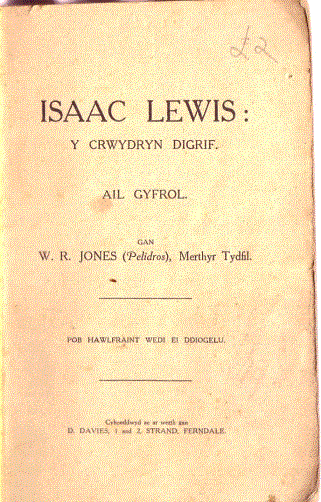 £2
ISAAC LEWIS:
Y CRWYDRYN DIGRIF.
AIL GYFROL.
GAN
W. R. JONES (Pelidros), Merthyr Tydfil.
POB HAWLFRAINT WEDI EI DDIOGELU.
Cyhoeddwyd ac ar werth gan
D. DAVIES, 1 and 2, STRAND, FERNDALE.